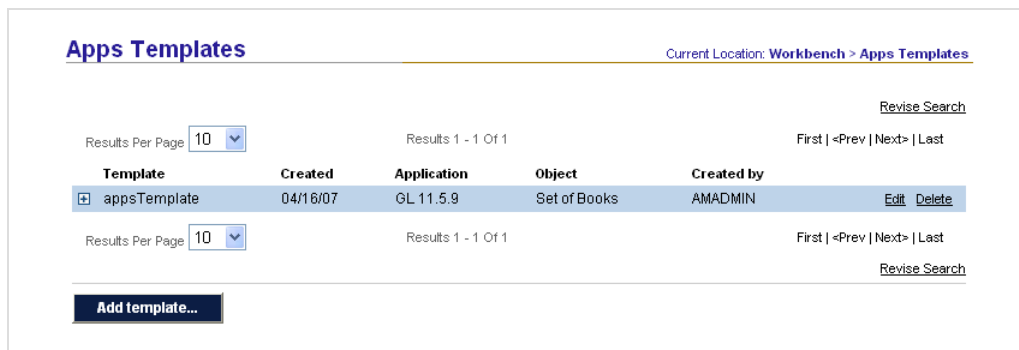 Apps Templates
Current Location: Workbench > Apps Templates
Revise Search
Results Per Page 10 Results 1 - 1 Of 1 First | <Prev | Next> | Last
Template Created Application Object Created by
appsTemplate 04/16/07 GL 11.5.9 Set of Books AMADMIN Edit Delete
Results Per Page 10 Results 1 - 1 Of 1 First | <Prev | Next> | Last
Revise Search
Add template...